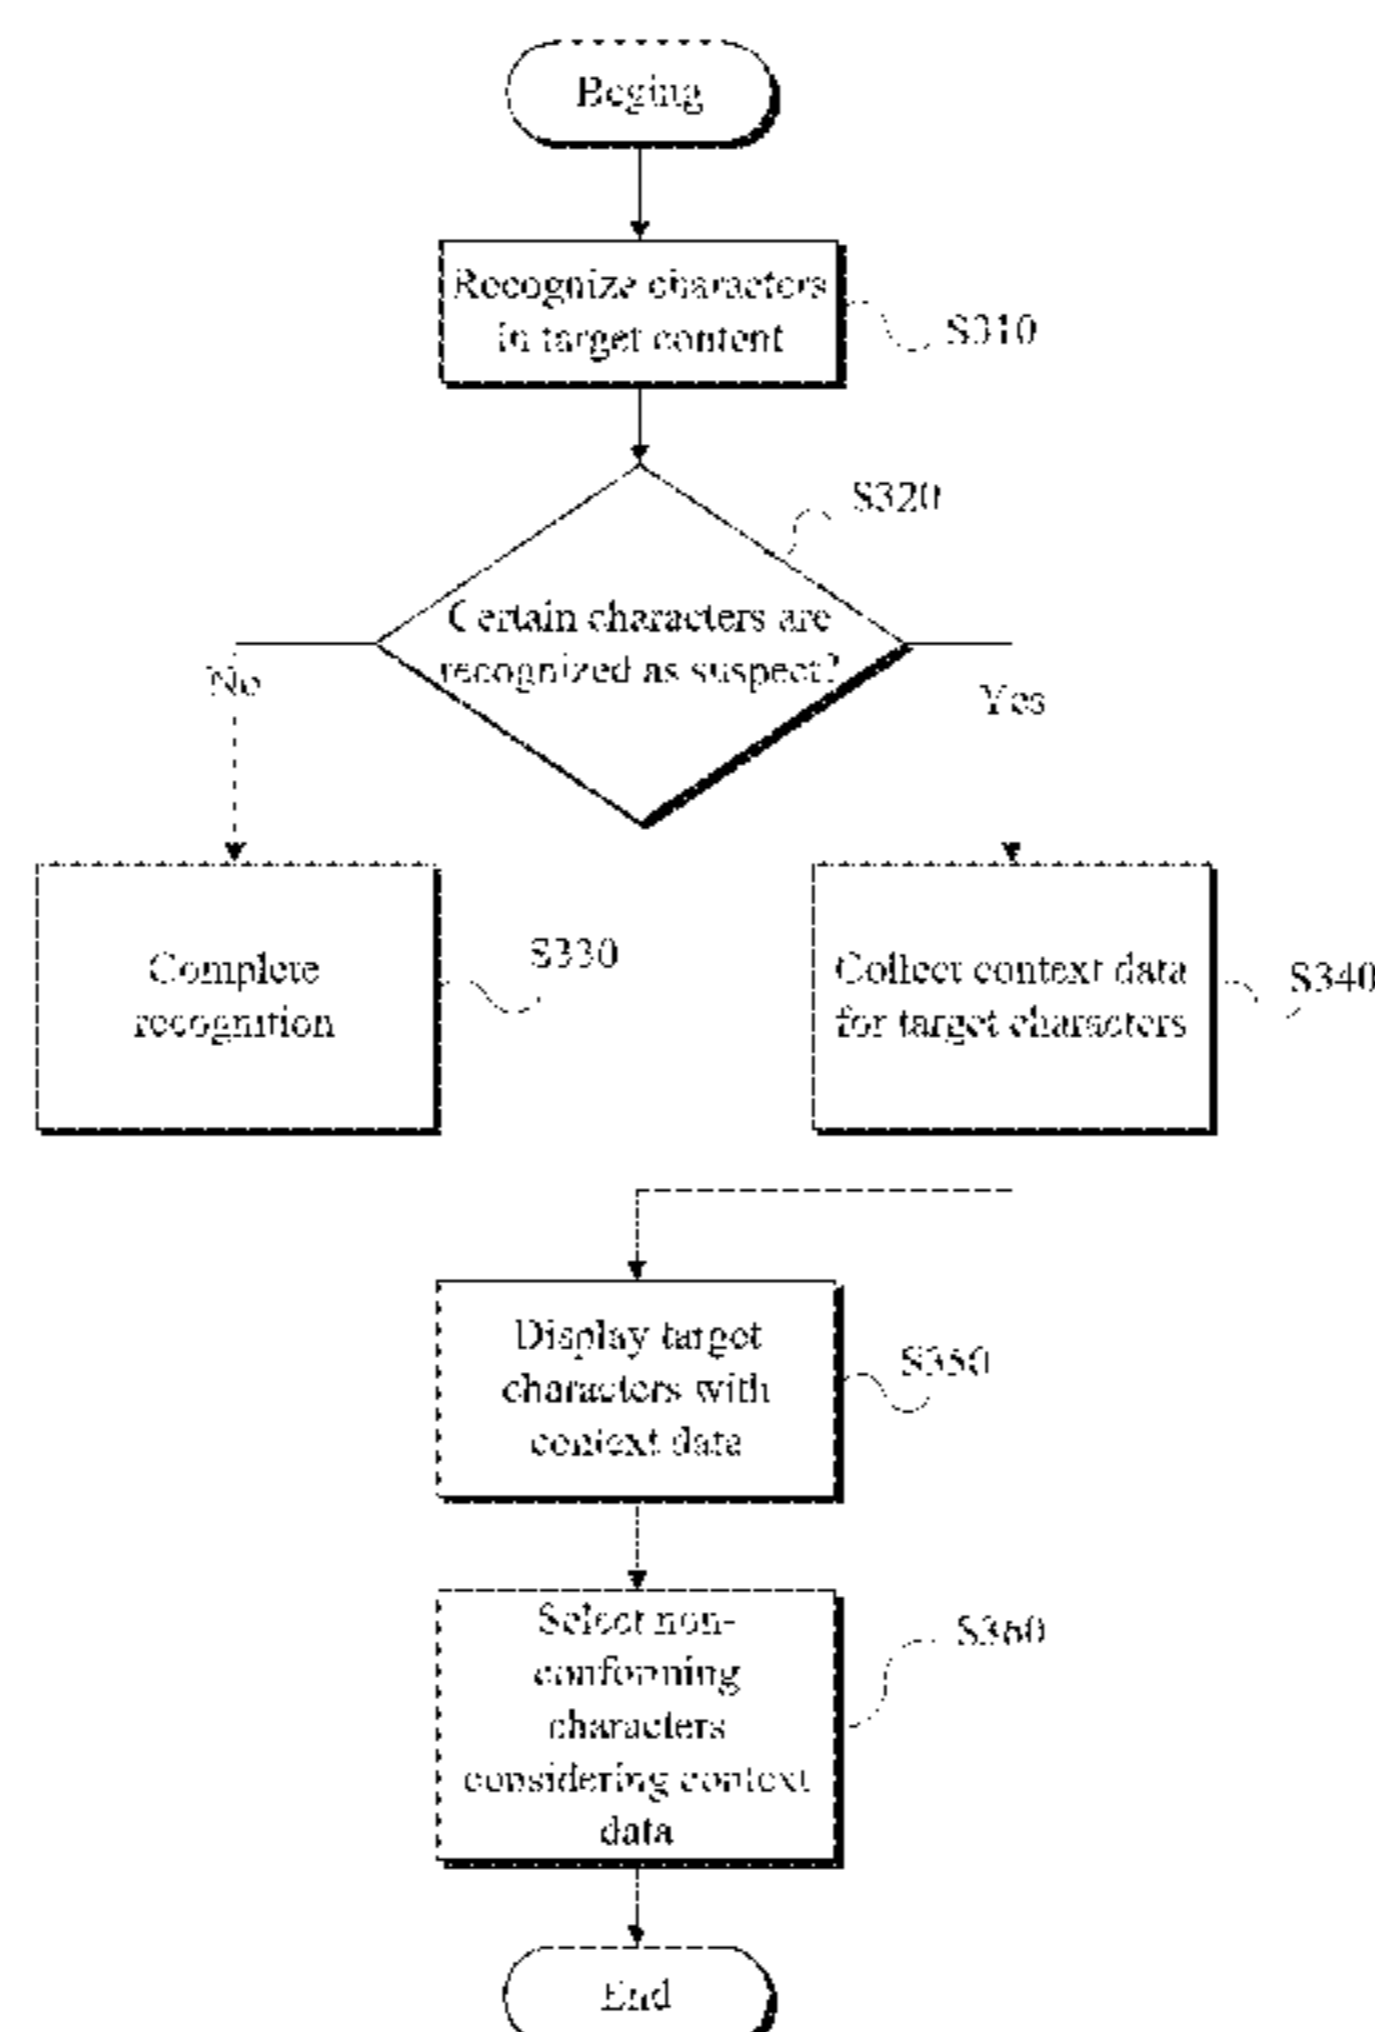 Beging
Recognize charactors
in target content
S310
S320
Certain characters are
recognized as suspect?
No
Yes
Complete
recognition
S330
Collect context data
for target characters
S340
Display target
characters with
context data
S350
Select non-
conforming
characters
considering context
data
S360
End